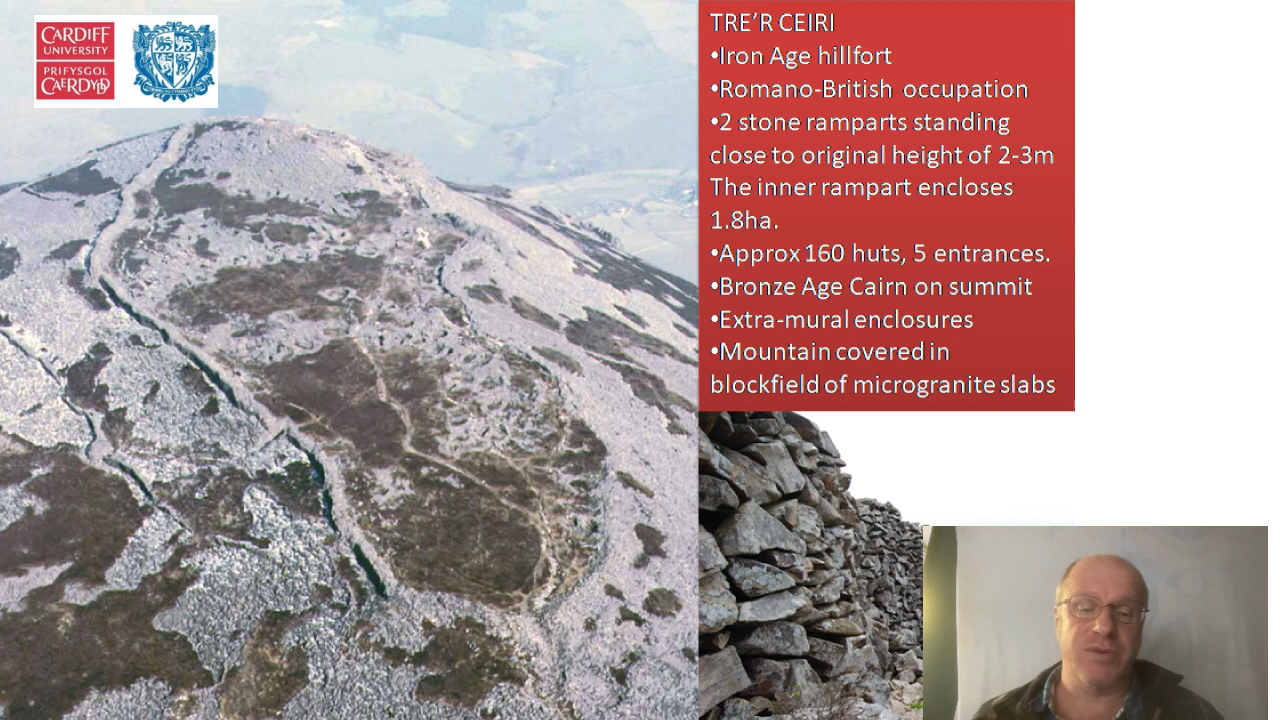 CARDIFF
UNIVERSITY
PRIFYSGOL
CAERDYDD
TRE’R CEIRI
•Iron Age hillfort
•Romano-British occupation
•2 stone ramparts standing
close to original height of 2-3m
The inner rampart encloses
1.8ha.
•Approx 160 huts, 5 entrances.
•Bronze Age Cairn on summit
•Extra-mural enclosures
•Mountain covered in
blockfield of microgranite slabs